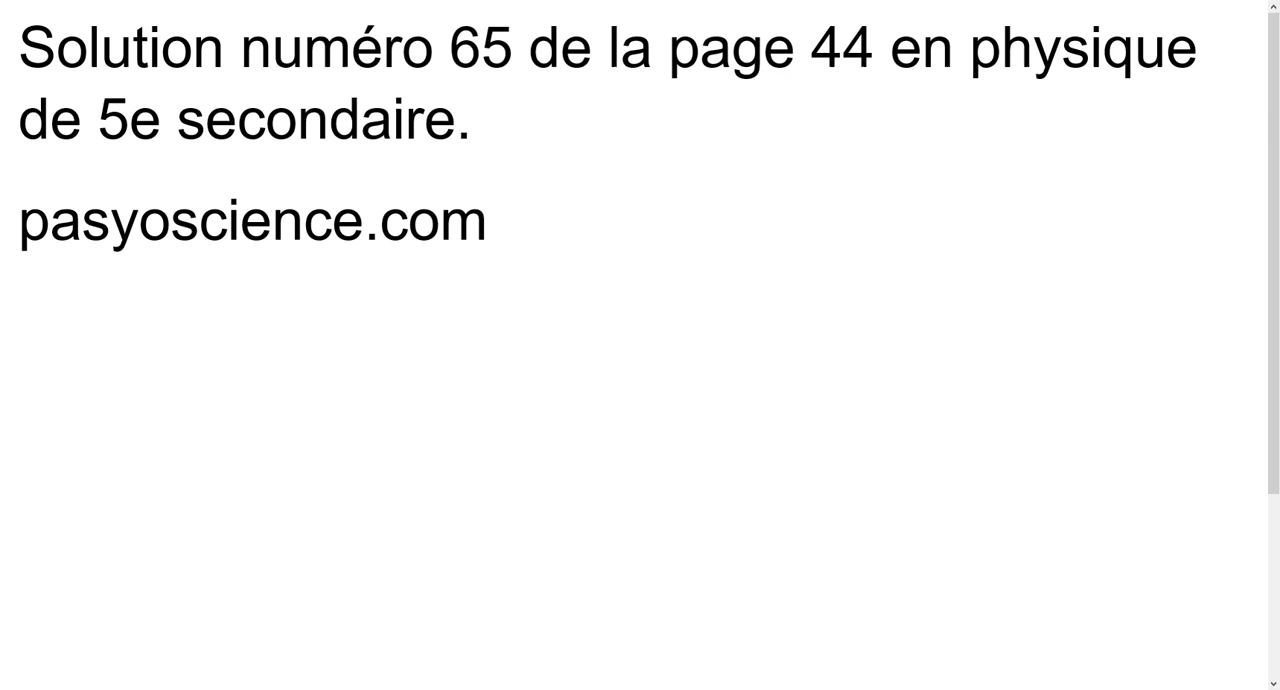 Solution numéro 65 de la page 44 en physique
de 5e secondaire.
pasyoscience.com